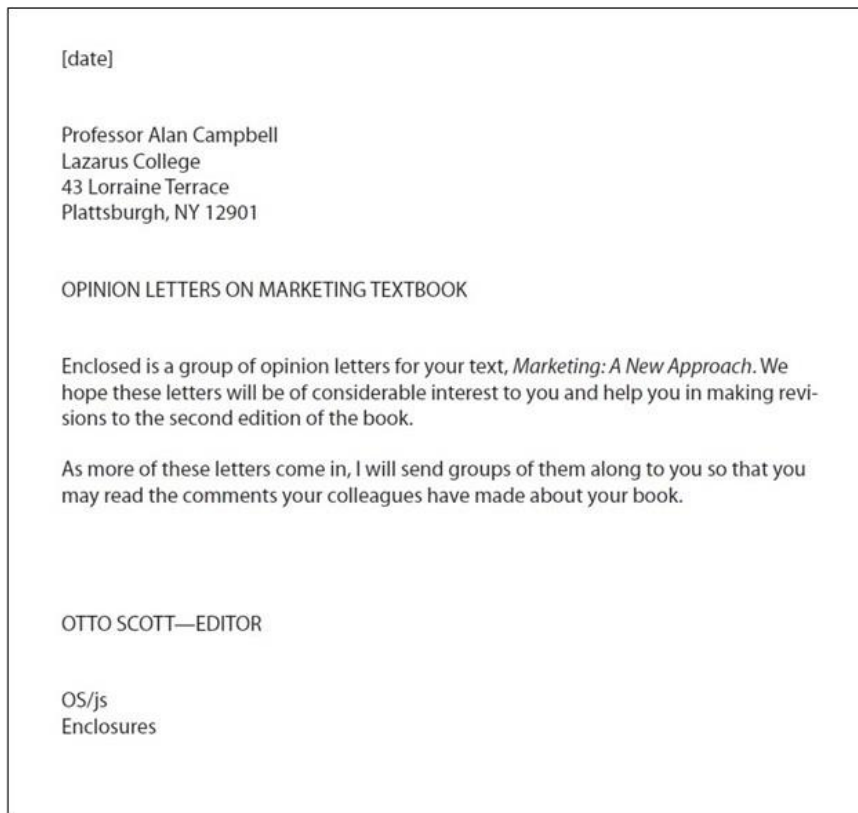 [date]
Professor Alan Campbell
Lazarus College
43 Lorraine Terrace
Plattsburgh, NY 12901
OPINION LETTERS ON MARKETING TEXTBOOK
Enclosed is a group of opinion letters for your text, Marketing: A New Approach. We
hope these letters will be of considerable interest to you and help you in making revi-
sions to the second edition of the book.
As more of these letters come in, I will send groups of them along to you so that you
may read the comments your colleagues have made about your book.
OTTO SCOTT—EDITOR
OS/js
Enclosures